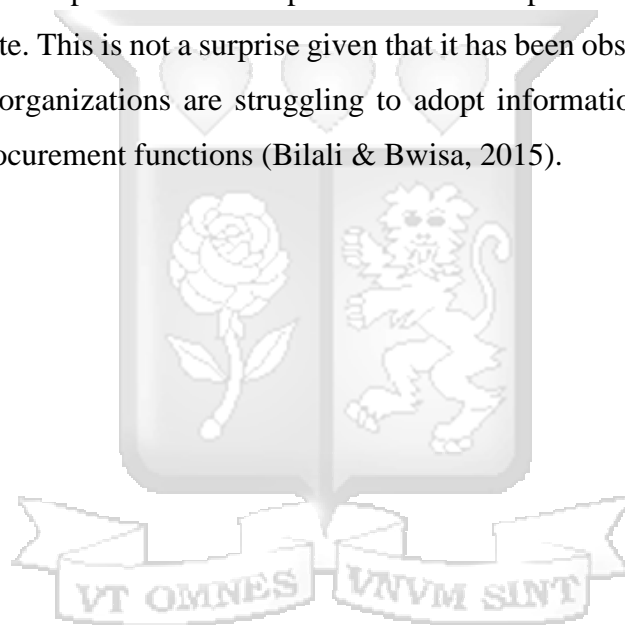 te. This is not a surprise given that it has been obs
organizations are struggling to adopt informatio
ocurement functions (Bilali & Bwisa, 2015).
VT OMNES VNVM SINT